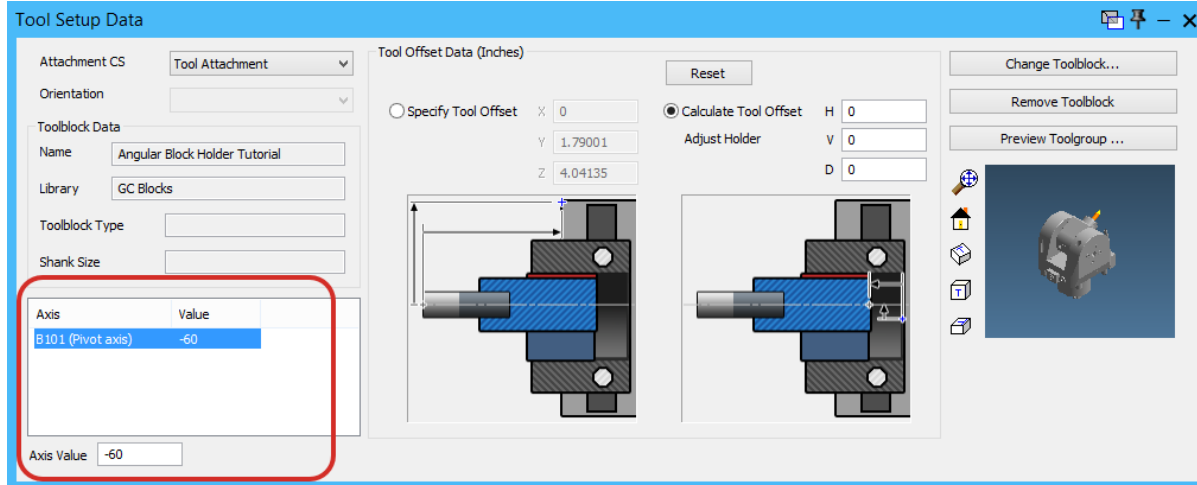 Tool Setup Data
Attachment CS Tool Attachment
Orientation
Toolblock Data
Name Angular Block Holder Tutorial
Library GC Blocks
Toolblock Type
Shank Size
Axis Value
B101 (Pivot axis) -60
Axis Value -60
Tool Offset Data (Inches)
Reset
Specify Tool Offset X 0
Y 1.79001
Z 4.04135
Calculate Tool Offset H 0
Adjust Holder V 0
D 0
Change Toolblock...
Remove Toolblock
Preview Toolgroup ...
T